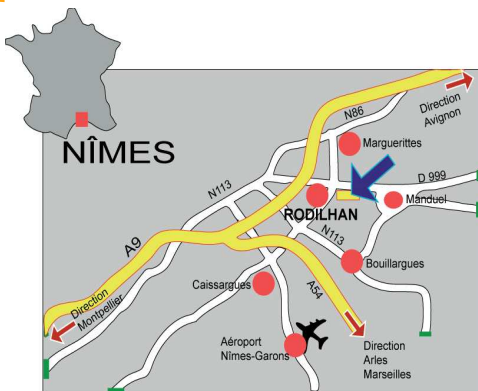 NÎMES
Direction
Avignon
N86
Marguerittes
D 999
N113
Manduel
RODILHAN
A9
N113
Bouillargues
Caissargues
A54
Direction
Montpellier
Aéroport
Nîmes-Garons
Direction
Arles
Marseilles